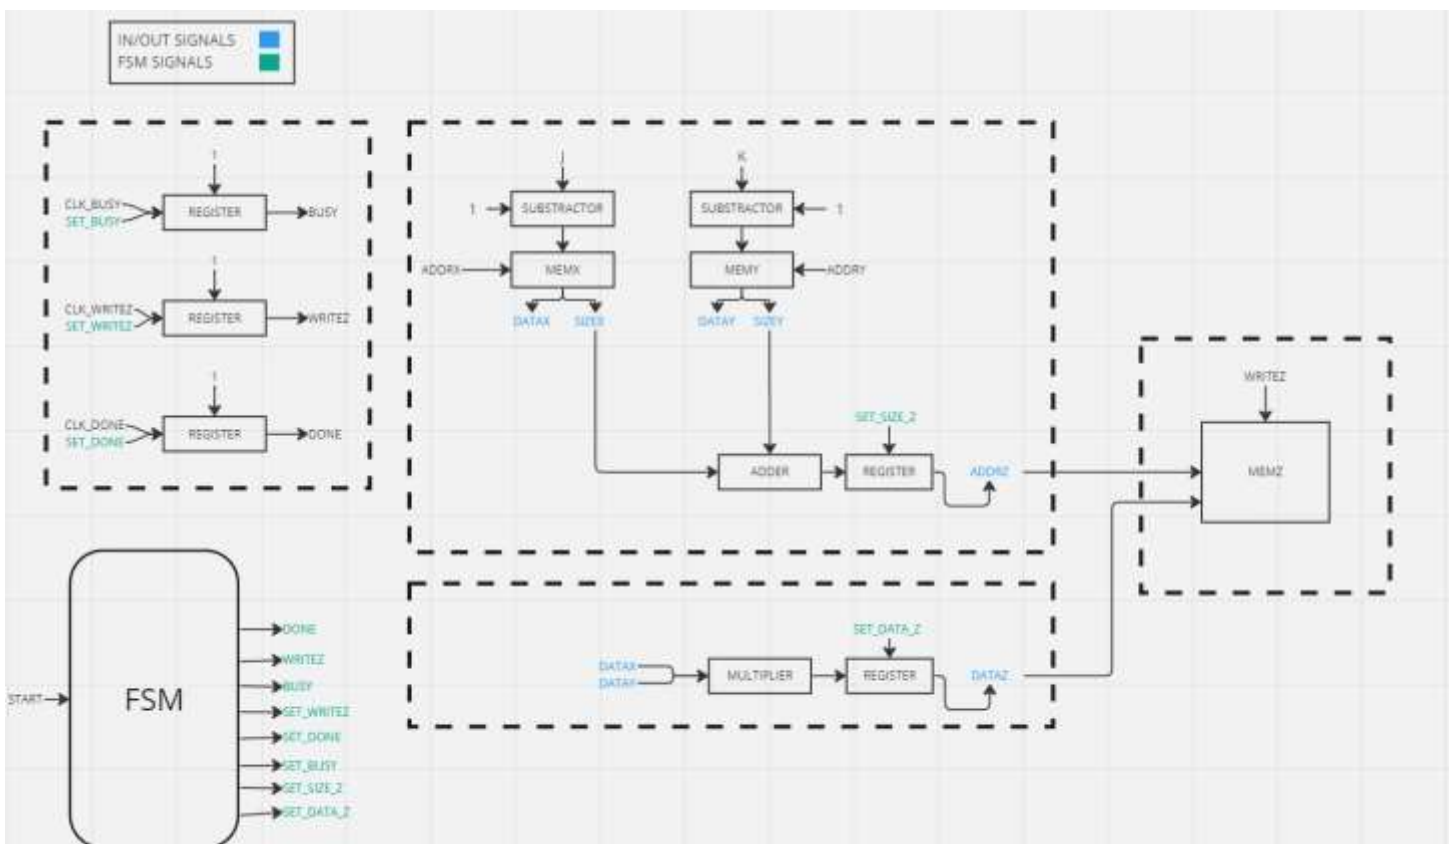 IN/OUT SIGNALS
FSM SIGNALS
1
CLK_BUSY
SET_BUSY
REGISTER
BUSY
1
CLK_WRITEZ
SET_WRITEZ
REGISTER
WRITEZ
1
CLK_DONE
SET_DONE
REGISTER
DONE
J
K
1
SUBSTRACTOR
SUBSTRACTOR
1
ADDRX
MEMX
MEMY
ADDRY
DATAX
SIZEX
DATAY
SIZEY
SET_SIZE_Z
ADDER
REGISTER
ADDRZ
WRITEZ
MEMZ
SET_DATA_Z
DATAX
DATAY
MULTIPLIER
REGISTER
DATAZ
START
FSM
DONE
WRITEZ
BUSY
SET_WRITEZ
SET_DONE
SET_BUSY
SET_SIZE_Z
SET_DATA_Z